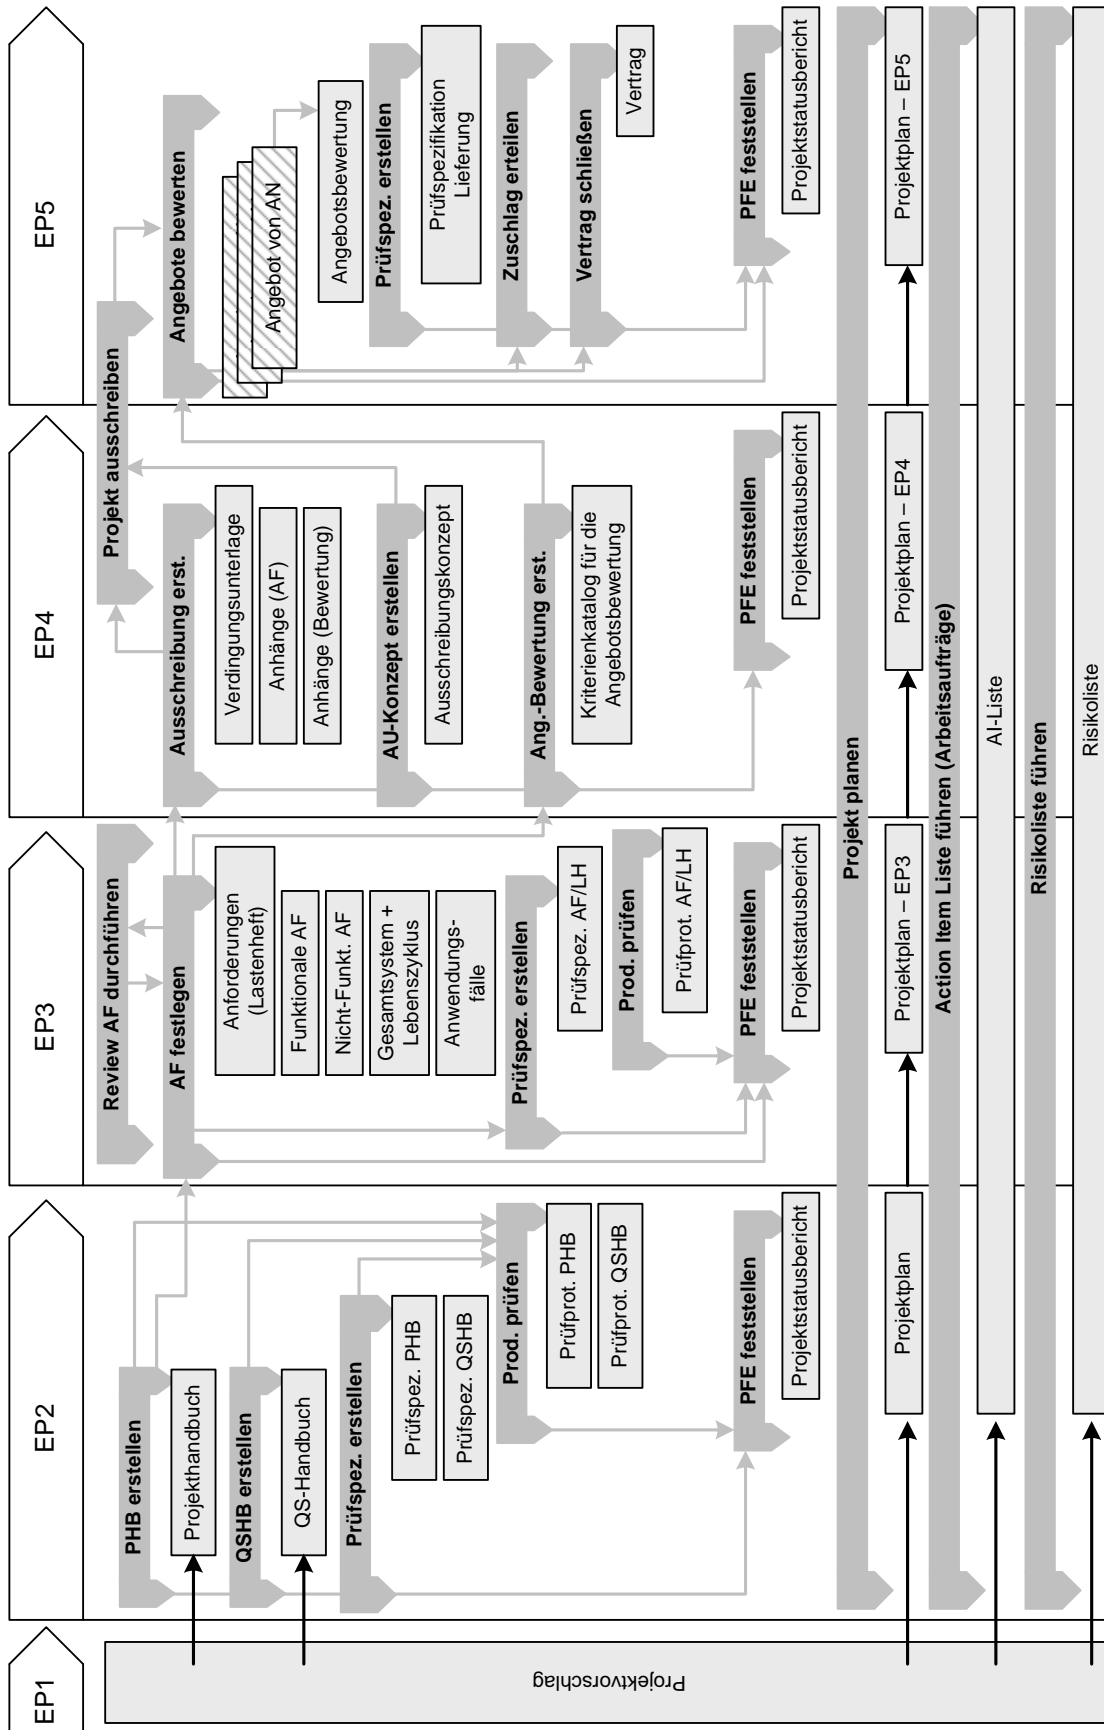 EP1
Projektvorschlag
EP2
PHB erstellen
Projekthandbuch
QSHB erstellen
QS-Handbuch
Prüfspez. erstellen
Prüfspez. PHB
Prüfspez. QSHB
Prod. prüfen
Prüfprot. PHB
Prüfprot. QSHB
PFE feststellen
Projektstatusbericht
EP3
Review AF durchführen
AF festlegen
Anforderungen
(Lastenheft)
Funktionale AF
Nicht-Funkt. AF
Gesamtsystem +
Lebenszyklus
Anwendungs-
fälle
Prüfspez. erstellen
Prüfspez. AF/LH
Prod. prüfen
Prüfprot. AF/LH
PFE feststellen
Projektstatusbericht
EP4
Projekt ausschreiben
Ausschreibung erst.
Verdingungsunterlage
Anhänge (AF)
Anhänge (Bewertung)
AU-Konzept erstellen
Ausschreibungskonzept
Ang.-Bewertung erst.
Kriterienkatalog für die
Angebotsbewertung
PFE feststellen
Projektstatusbericht
EP5
Angebote bewerten
Angebot von AN
Angebotsbewertung
Prüfspez. erstellen
Prüfspezifikation
Lieferung
Zuschlag erteilen
Vertrag schließen
Vertrag
PFE feststellen
Projektstatusbericht
Projekt planen
Projektplan
Projektplan – EP3
Projektplan – EP4
Projektplan – EP5
Action Item Liste führen (Arbeitsaufträge)
AI-Liste
Risikoliste führen
Risikoliste